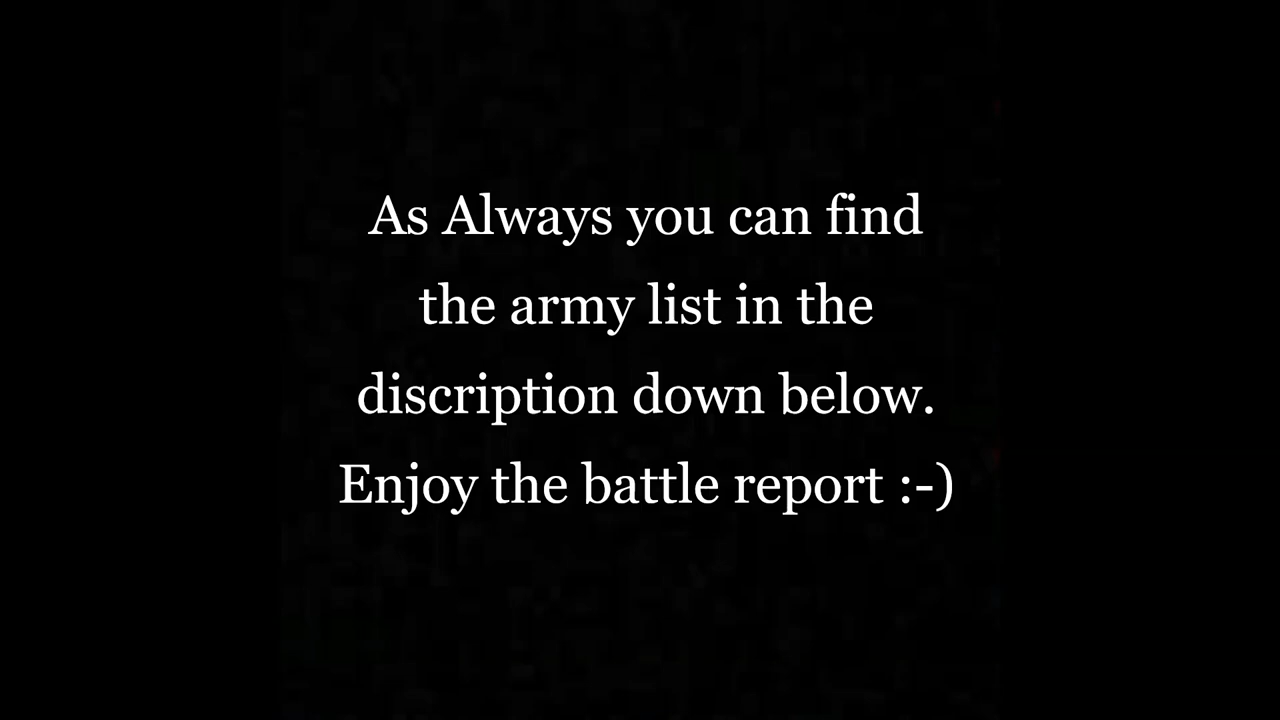 As Always you can find
the army list in the
discription down below.
Enjoy the battle report :-)